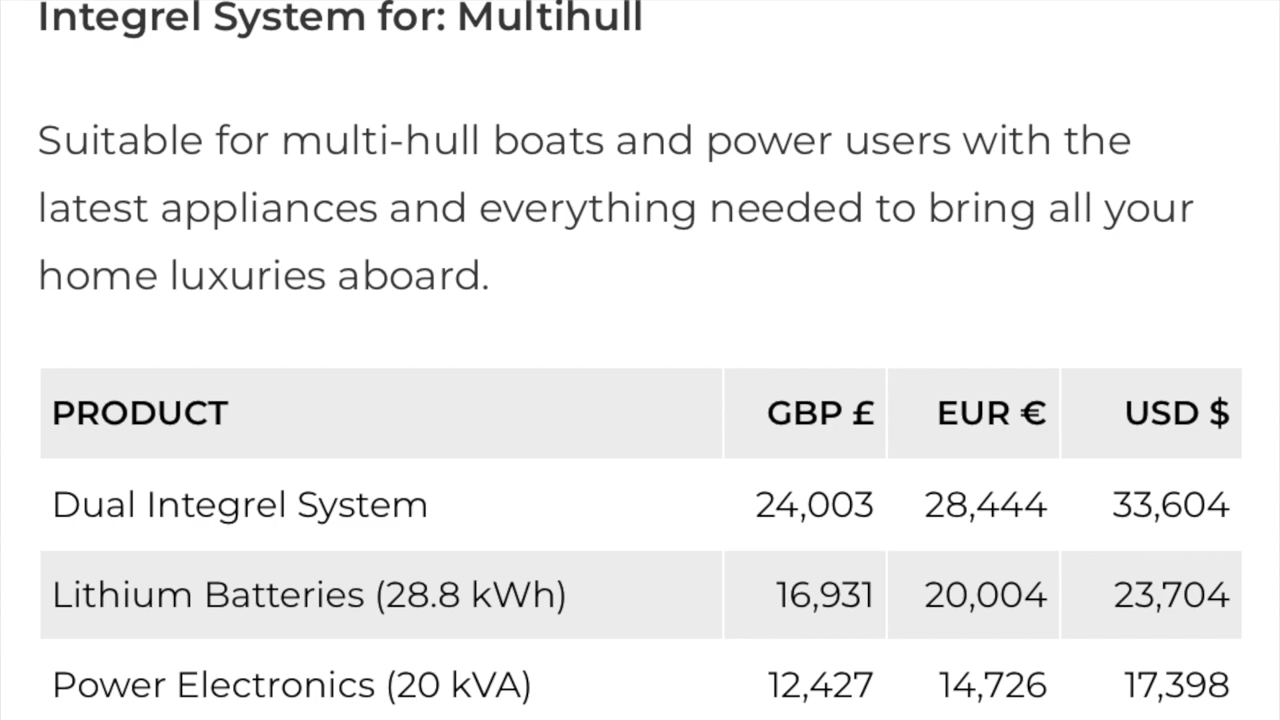 Integrel System for: Multihull
Suitable for multi-hull boats and power users with the
latest appliances and everything needed to bring all your
home luxuries aboard.
PRODUCT GBP £ EUR € USD $
Dual Integrel System 24,003 28,444 33,604
Lithium Batteries (28.8 kWh) 16,931 20,004 23,704
Power Electronics (20 kVA) 12,427 14,726 17,398